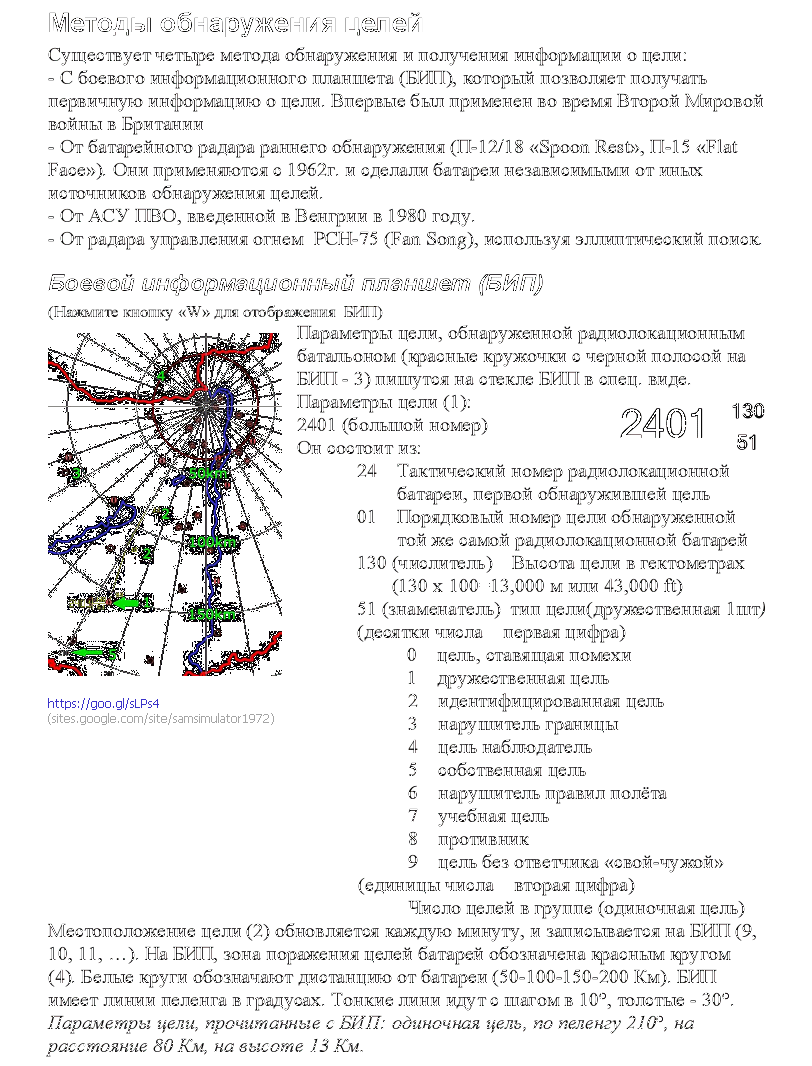 Методы обнаружения целей
Существует четыре метода обнаружения и получения информации о цели:
- С боевого информационного планшета (БИП), который позволяет получать
первичную информацию о цели. Впервые был применен во время Второй Мировой
войны в Британии
- От батарейного радара раннего обнаружения (П-12/18 «Spoon Rest», П-15 «Flat
Face»). Они применяются с 1962г. и сделали батареи независимыми от иных
источников обнаружения целей.
- От АСУ ПВО, введенной в Венгрии в 1980 году.
- От радара управления огнем РСН-75 (Fan Song), используя эллиптический поиск.
Боевой информационный планшет (БИП)
(Нажмите кнопку «W» для отображения БИП)
Параметры цели, обнаруженной радиолокационным
батальоном (красные кружочки с черной полосой на
БИП - 3) пишутся на стекле БИП в спец. виде.
Параметры цели (1):
2401 (большой номер)
Он состоит из:
2401 130
51
24 Тактический номер радиолокационной
батареи, первой обнаружившей цель
01 Порядковый номер цели обнаруженной
той же самой радиолокационной батарей
130 (числитель) Высота цели в гектометрах
(130 x 100 13,000 м или 43,000 ft)
51 (знаменатель) тип цели(дружественная 1шт)
(десятки числа первая цифра)
0 цель, ставящая помехи
1 дружественная цель
2 идентифицированная цель
3 нарушитель границы
4 цель наблюдатель
5 собственная цель
6 нарушитель правил полёта
7 учебная цель
8 противник
9 цель без ответчика «свой-чужой»
(единицы числа вторая цифра)
Число целей в группе (одиночная цель)
4
3
50km
2
100km
2
1
150km
5
https://goo.gl/sLPs4
(sites.google.com/site/samsimulator1972)
Местоположение цели (2) обновляется каждую минуту, и записывается на БИП (9,
10, 11, …). На БИП, зона поражения целей батарей обозначена красным кругом
(4). Белые круги обозначают дистанцию от батареи (50-100-150-200 Км). БИП
имеет линии пеленга в градусах. Тонкие лини идут с шагом в 10°, толстые - 30°.
Параметры цели, прочитанные с БИП: одиночная цель, по пеленгу 210°, на
расстояние 80 Км, на высоте 13 Км.